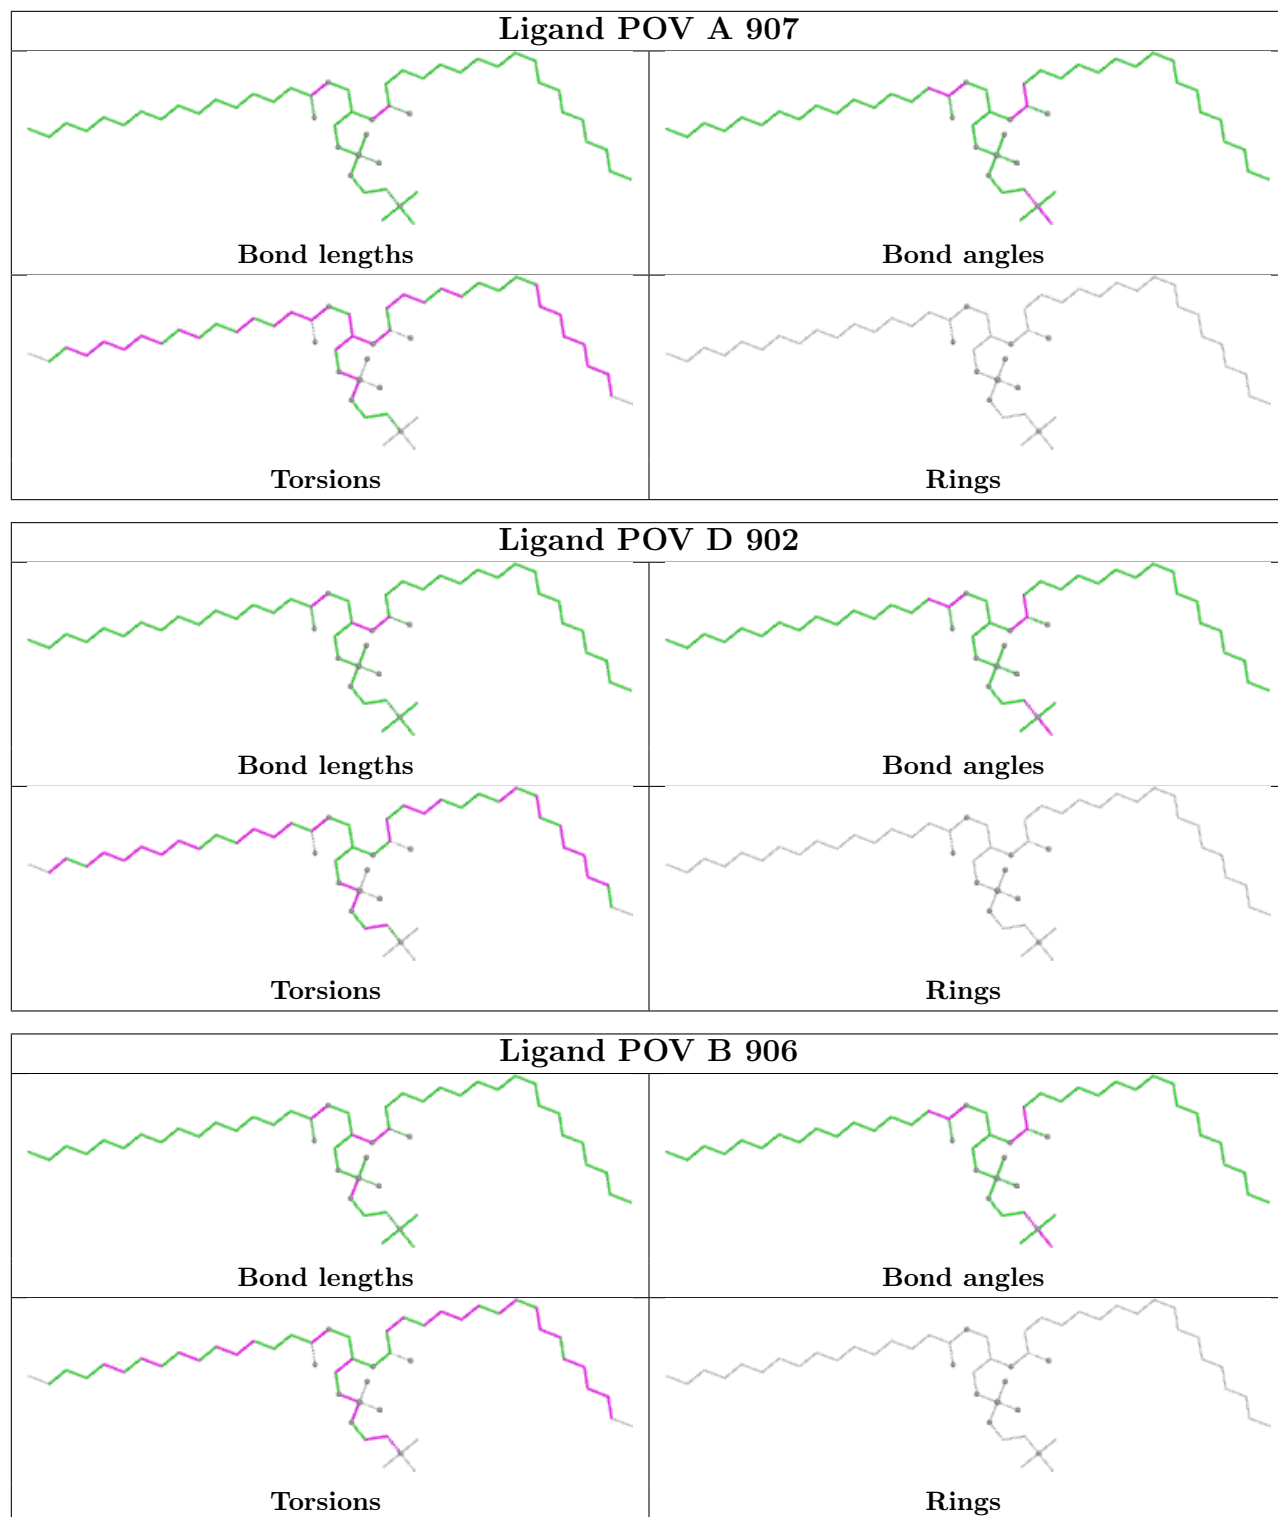 Ligand POV A 907
Bond lengths
Bond angles
Torsions
Rings
Ligand POV D 902
Bond lengths
Bond angles
Torsions
Rings
Ligand POV B 906
Bond lengths
Bond angles
Torsions
Rings